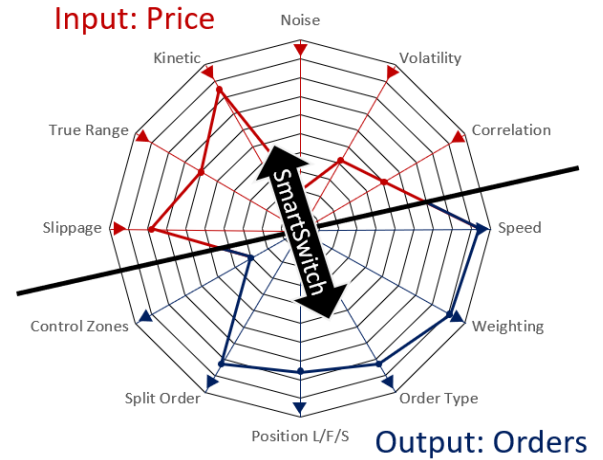 Input: Price
Noise
Kinetic
Volatility
True Range
Correlation
SmartSwitch
Slippage
Speed
Control Zones
Weighting
Split Order
Order Type
Position L/F/S
Output: Orders